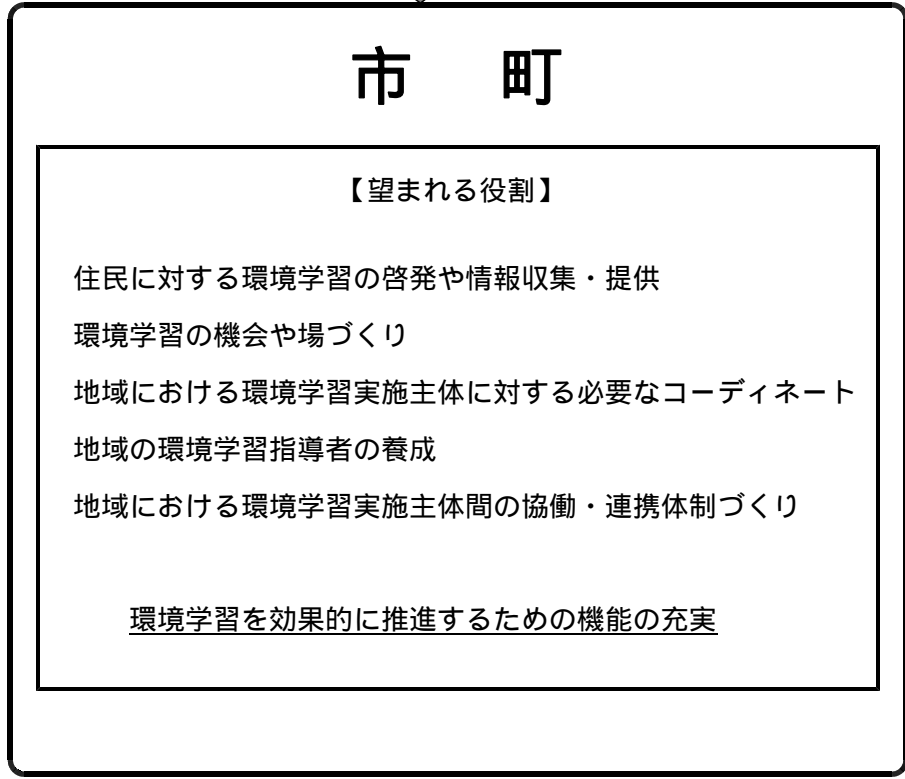 市　町
【望まれる役割】
住民に対する環境学習の啓発や情報収集・提供
環境学習の機会や場づくり
地域における環境学習実施主体に対する必要なコーディネート
地域の環境学習指導者の養成
地域における環境学習実施主体間の協働・連携体制づくり
環境学習を効果的に推進するための機能の充実